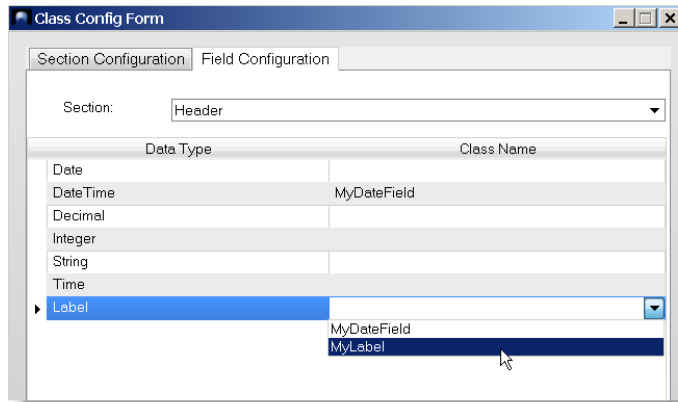 Class Config Form
Section Configuration Field Configuration
Section: Header
Data Type Class Name
Date
DateTime MyDateField
Decimal
Integer
String
Time
Label
MyDateField
MyLabel